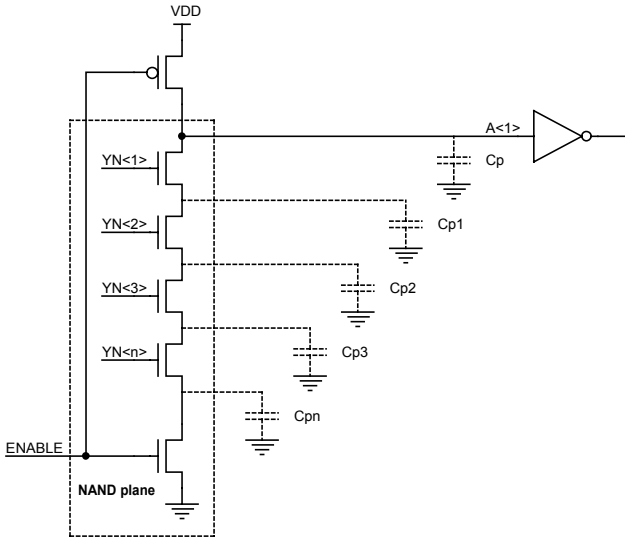 VDD
A<1>
Cp
YN<1>
Cp1
YN<2>
Cp2
YN<3>
Cp3
YN<n>
Cpn
ENABLE
NAND plane